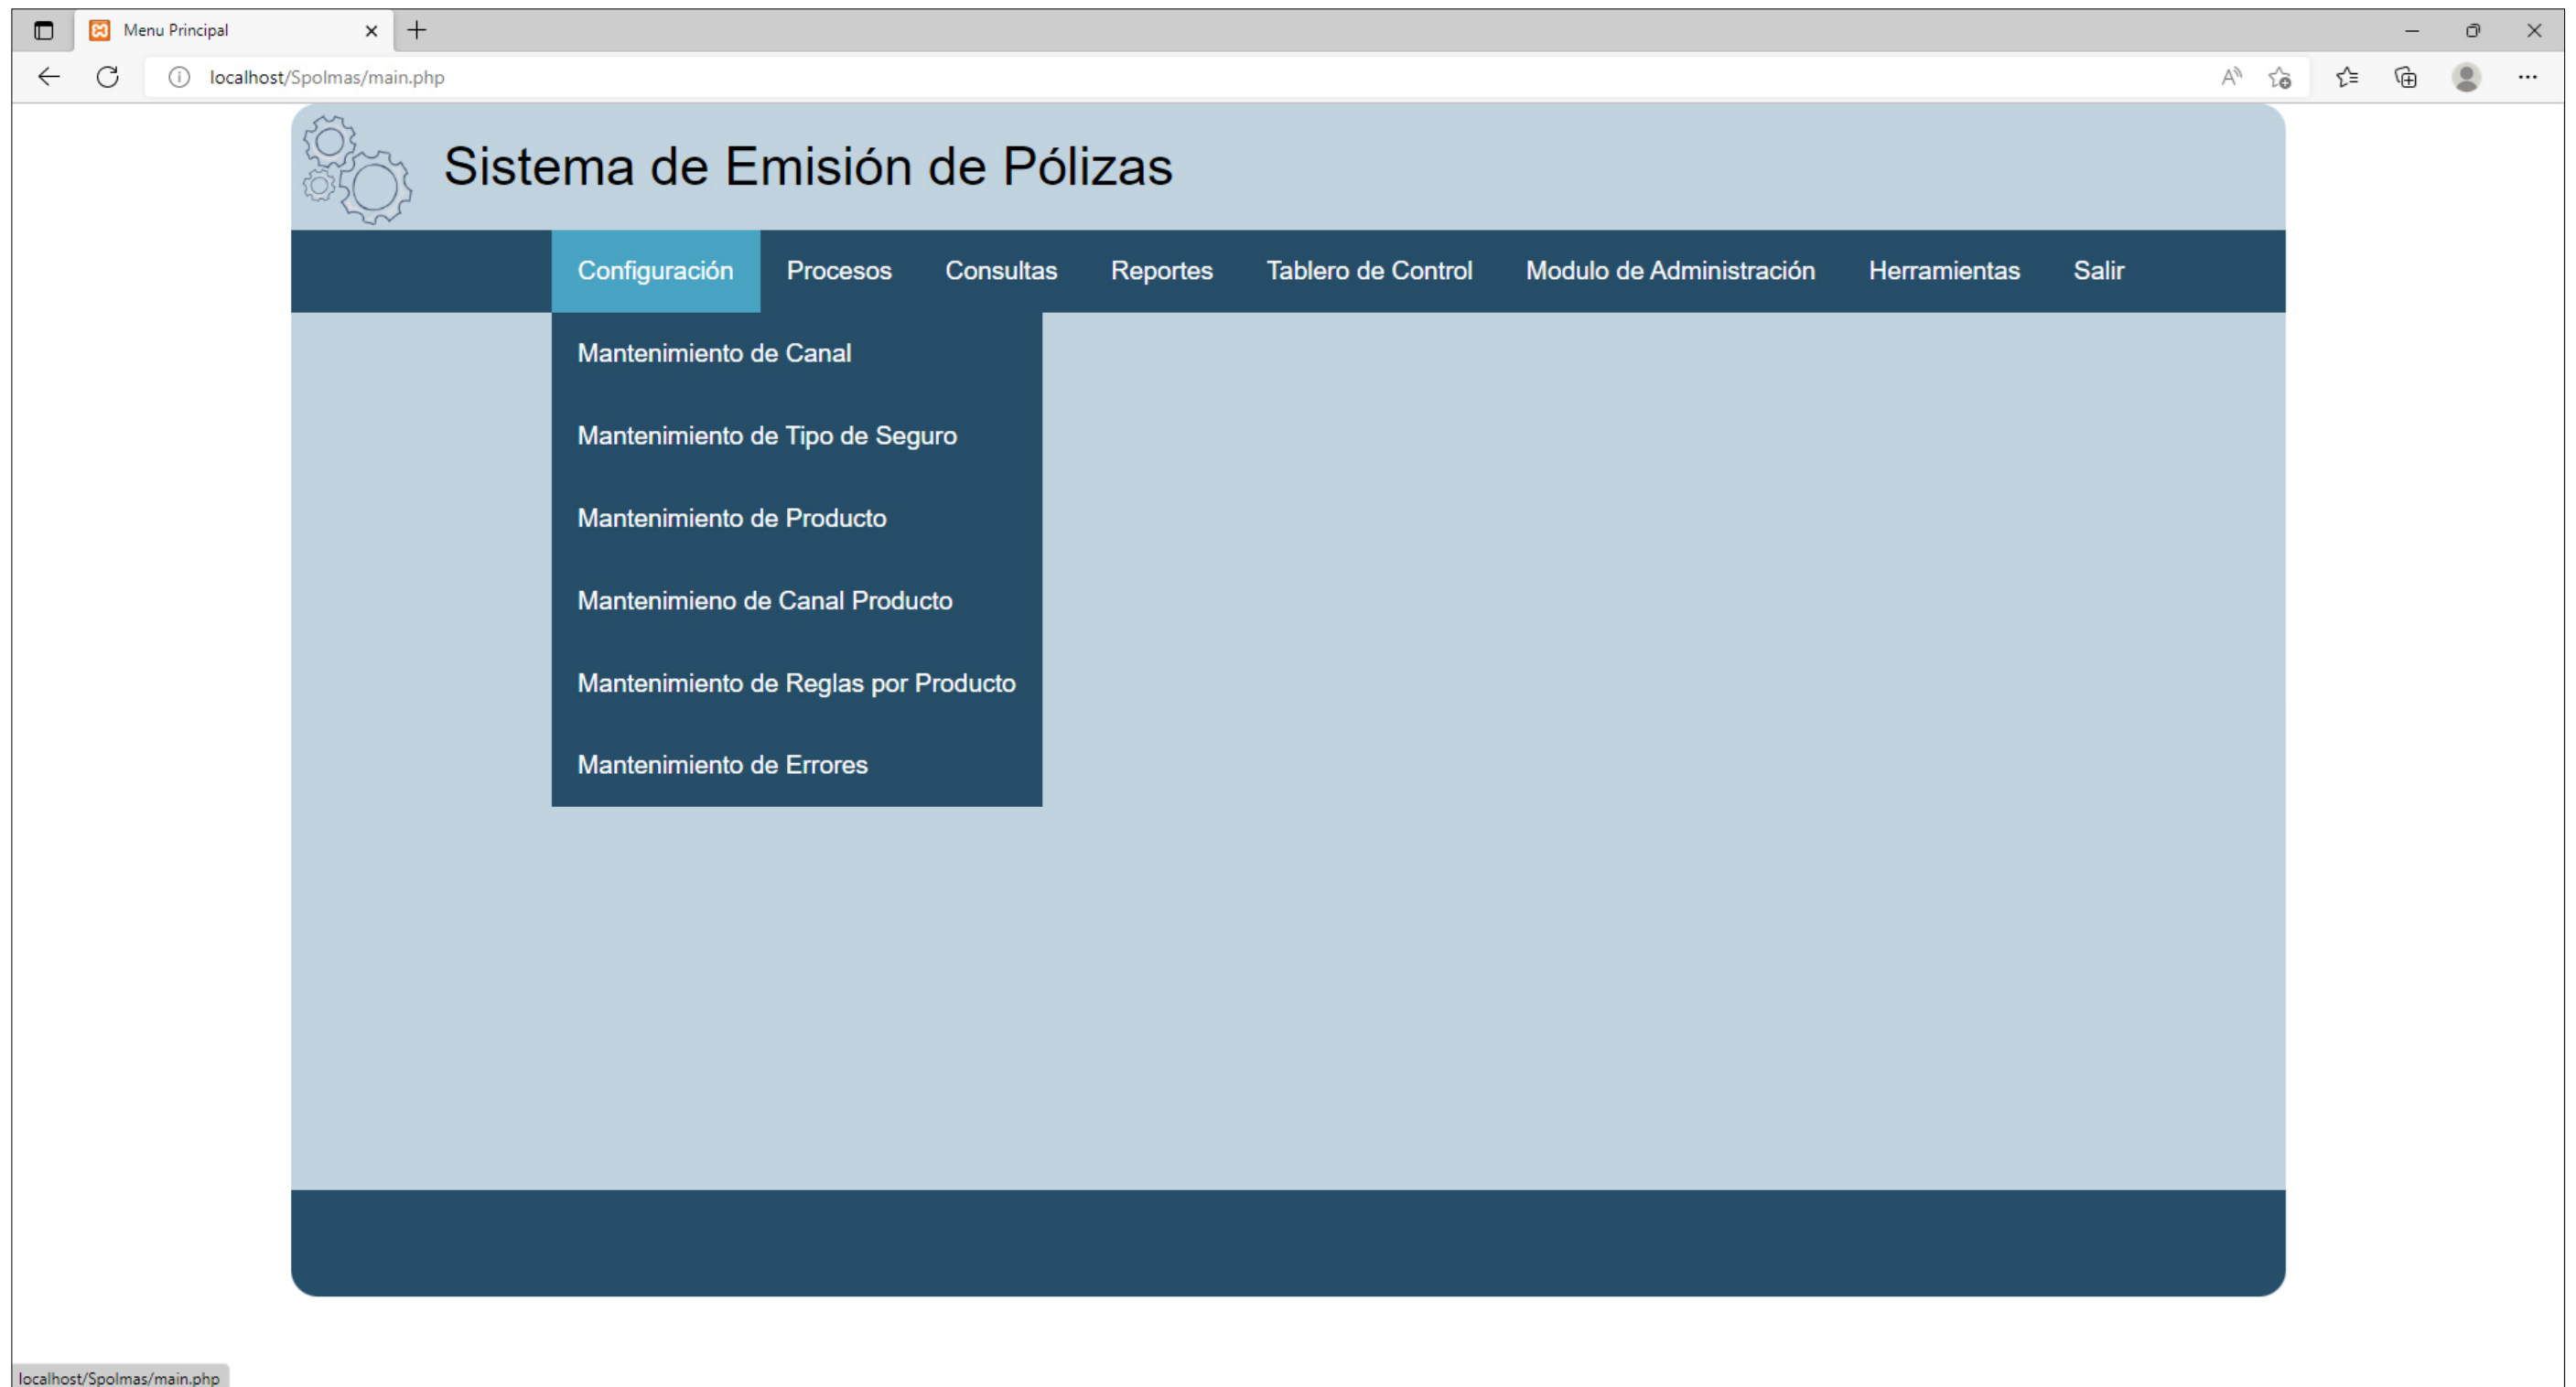 Menu Principal
localhost/Spolmas/main.php
Sistema de Emisión de Pólizas
Configuración Procesos Consultas Reportes Tablero de Control Modulo de Administración Herramientas Salir
Mantenimiento de Canal
Mantenimiento de Tipo de Seguro
Mantenimiento de Producto
Mantenimieno de Canal Producto
Mantenimiento de Reglas por Producto
Mantenimiento de Errores
localhost/Spolmas/main.php